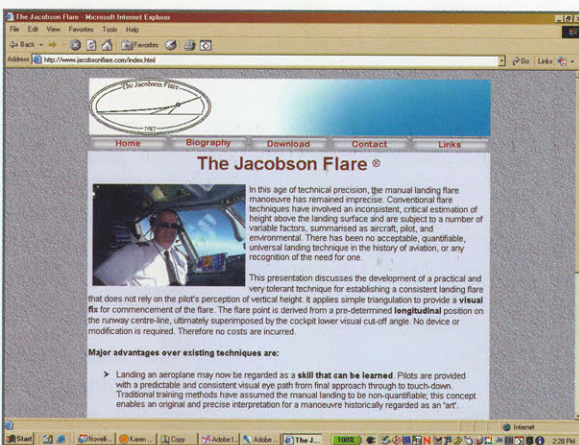 The Jacobson Flare - Microsoft Internet Explorer
File Edit View Favorites Tools Help
Back Favorites
Address http://www.jacobsonflare.com/index.html Go Links
The Jacobson Flare
Home Biography Download Contact Links
The Jacobson Flare ®
In this age of technical precision, the manual landing flare
manoeuvre has remained imprecise. Conventional flare
techniques have involved an inconsistent, critical estimation of
height above the landing surface and are subject to a number of
variable factors, summarised as aircraft, pilot, and
environmental. There has been no acceptable, quantifiable,
universal landing technique in the history of aviation, or any
recognition of the need for one.
This presentation discusses the development of a practical and
very tolerant technique for establishing a consistent landing flare
that does not rely on the pilot's perception of vertical height. It applies simple triangulation to provide a visual
fix for commencement of the flare. The flare point is derived from a pre-determined longitudinal position on
the runway centre-line, ultimately superimposed by the cockpit lower visual cut-off angle. No device or
modification is required. Therefore no costs are incurred.
Major advantages over existing techniques are:
Landing an aeroplane may now be regarded as a skill that can be learned. Pilots are provided
with a predictable and consistent visual eye path from final approach through to touch-down.
Traditional training methods have assumed the manual landing to be non-quantifiable; this concept
enables an original and precise interpretation for a manoeuvre historically regarded as an 'art'.
Internet
Start Novell... Karen ... Copy Adobe I... Adobe ... The J... 100% 2:20 PM